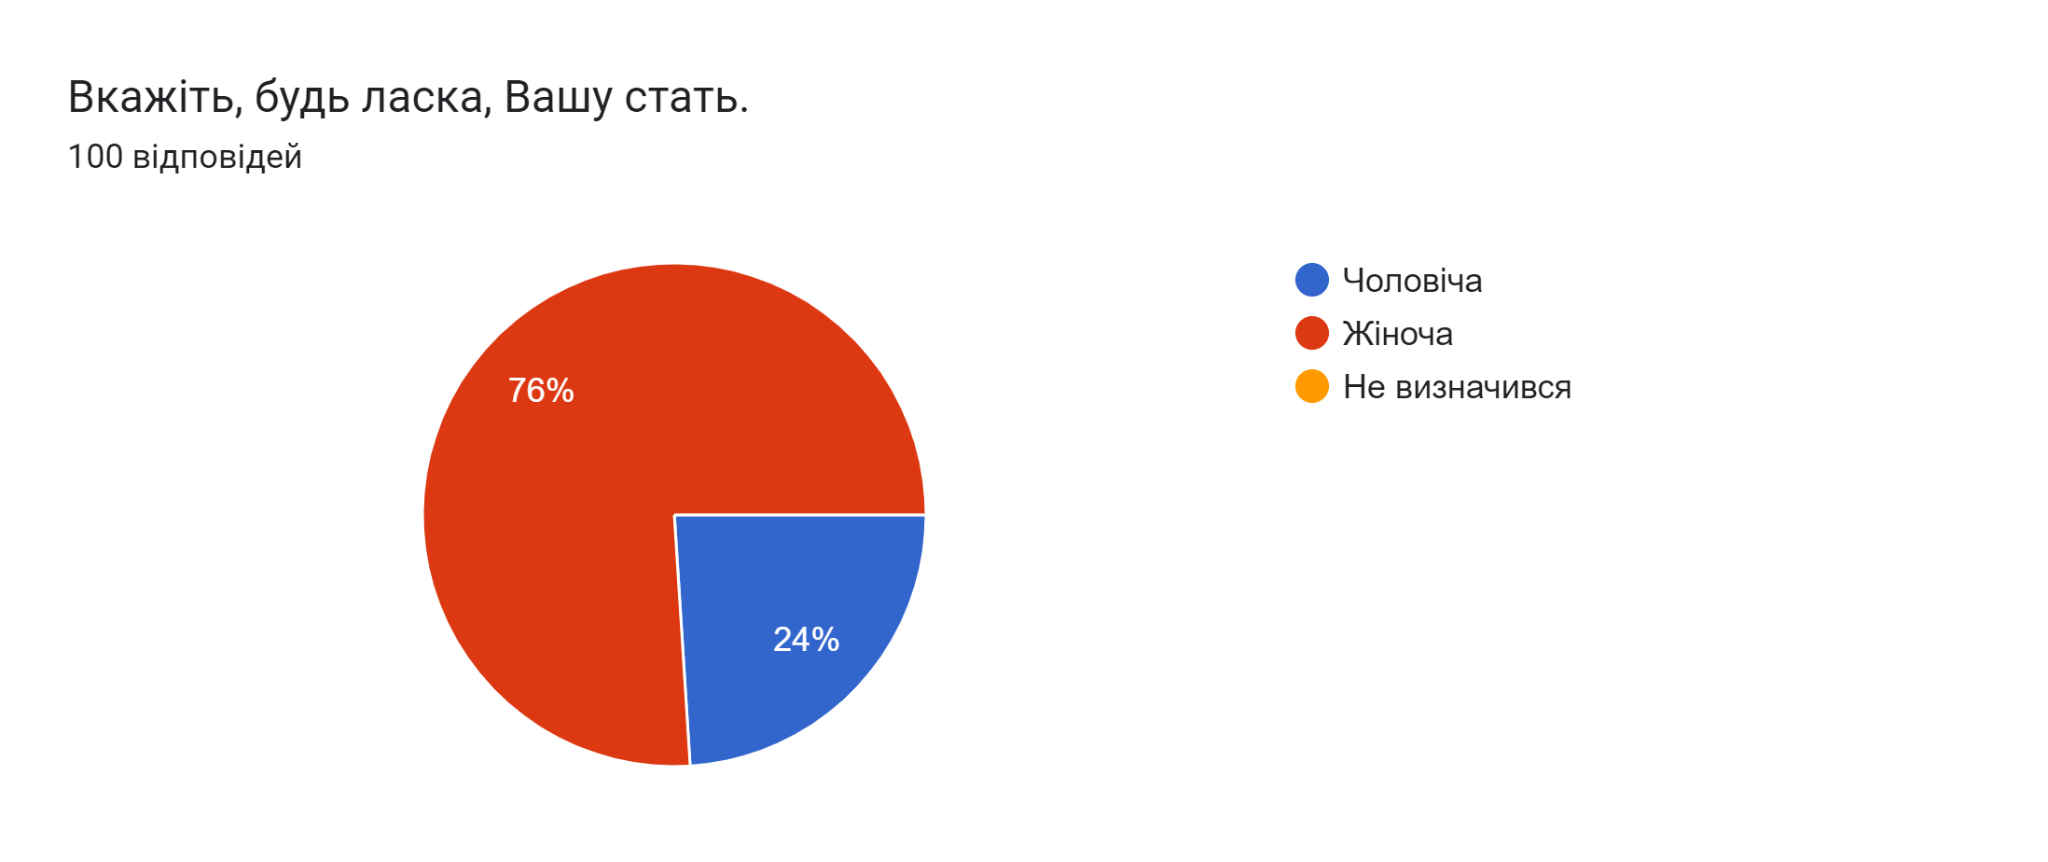 Вкажіть, будь ласка, Вашу стать.
100 відповідей
Чоловіча
Жіноча
Не визначився
76%
24%